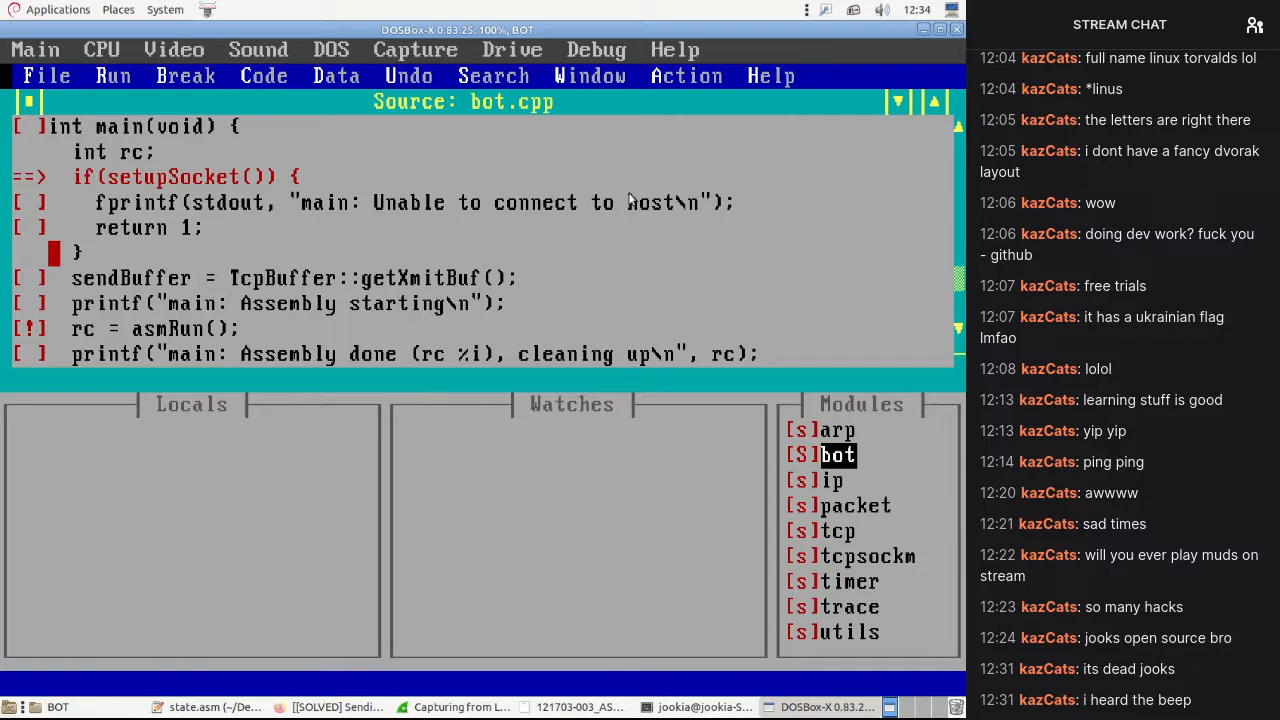 Applications Places System
12:34
DOSBox-X 0.83.25: 100%, BOT
Main CPU Video Sound DOS Capture Drive Debug Help
File Run Break Code Data Undo Search Window Action Help
Source: bot.cpp
[ ]int main(void) {
int rc;
==> if(setupSocket()) {
[ ] fprintf(stdout, "main: Unable to connect to host\n");
[ ] return 1;
}
[ ] sendBuffer = TcpBuffer::getXmitBuf();
[ ] printf("main: Assembly starting\n");
[!] rc = asmRun();
[ ] printf("main: Assembly done (rc %i), cleaning up\n", rc);
Locals
Watches
Modules
[s]arp
[S]bot
[s]ip
[s]packet
[s]tcp
[s]tcpsockm
[s]timer
[s]trace
[s]utils
BOT
state.asm (~/De...
[[SOLVED] Sendi...
Capturing from L...
121703-003_AS...
jookia@jookia-S...
DOSBox-X 0.83.2...
STREAM CHAT
12:04 kazCats: full name linux torvalds lol
12:04 kazCats: *linus
12:05 kazCats: the letters are right there
12:05 kazCats: i dont have a fancy dvorak
layout
12:06 kazCats: wow
12:06 kazCats: doing dev work? fuck you
- github
12:07 kazCats: free trials
12:07 kazCats: it has a ukrainian flag
lmfao
12:08 kazCats: lolol
12:13 kazCats: learning stuff is good
12:13 kazCats: yip yip
12:14 kazCats: ping ping
12:20 kazCats: awwww
12:21 kazCats: sad times
12:22 kazCats: will you ever play muds on
stream
12:23 kazCats: so many hacks
12:24 kazCats: jooks open source bro
12:31 kazCats: its dead jooks
12:31 kazCats: i heard the beep